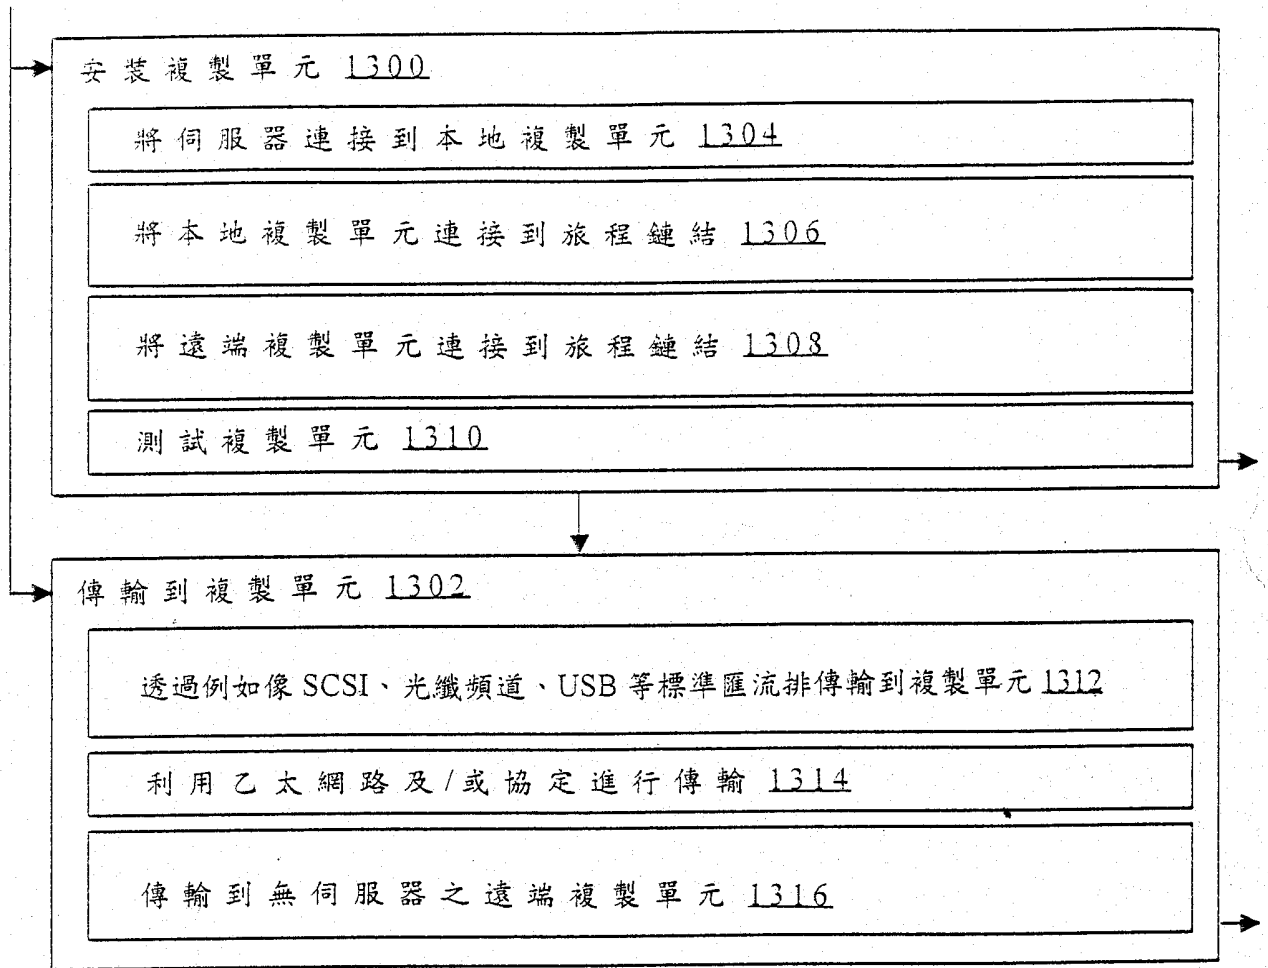 安裝複製單元 1300
將伺服器連接到本地複製單元 1304
將本地複製單元連接到旅程鏈結 1306
將遠端複製單元連接到旅程鏈結 1308
測試複製單元 1310
傳輸到複製單元 1302
透過例如像 SCSI、光纖頻道、USB 等標準匯流排傳輸到複製單元 1312
利用乙太網路及/或協定進行傳輸 1314
傳輸到無伺服器之遠端複製單元 1316